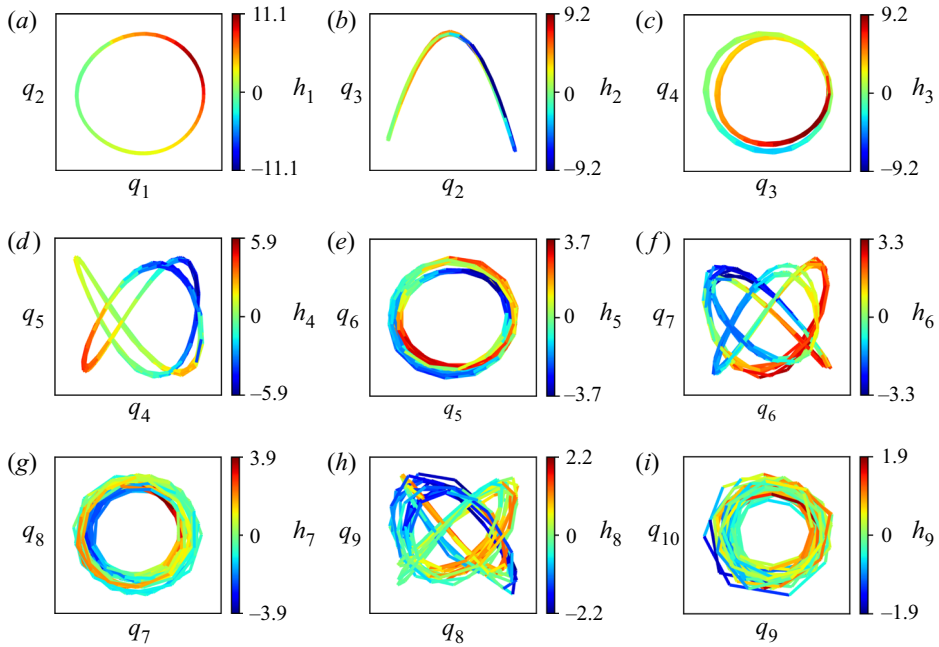 (a)
q2
q1
11.1
0
−11.1
h1
(b)
q3
q2
9.2
0
−9.2
h2
(c)
q4
q3
9.2
0
−9.2
h3
(d)
q5
q4
5.9
0
−5.9
h4
(e)
q6
q5
3.7
0
−3.7
h5
(f)
q7
q6
3.3
0
−3.3
h6
(g)
q8
q7
3.9
0
−3.9
h7
(h)
q9
q8
2.2
0
−2.2
h8
(i)
q10
q9
1.9
0
−1.9
h9